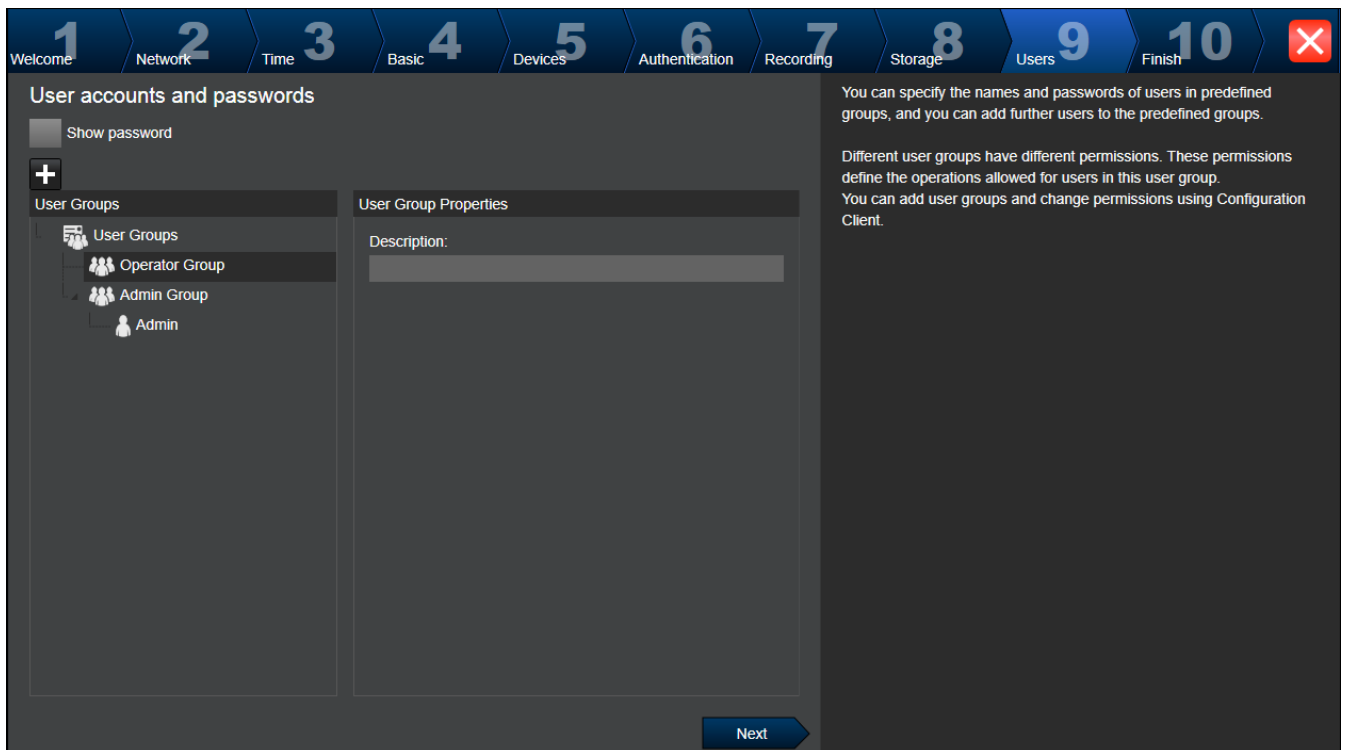 1 Welcome
2 Network
3 Time
4 Basic
5 Devices
6 Authentication
7 Recording
8 Storage
9 Users
10 Finish
User accounts and passwords
Show password
User Groups
User Groups
Operator Group
Admin Group
Admin
User Group Properties
Description:
Next
You can specify the names and passwords of users in predefined
groups, and you can add further users to the predefined groups.
Different user groups have different permissions. These permissions
define the operations allowed for users in this user group.
You can add user groups and change permissions using Configuration
Client.